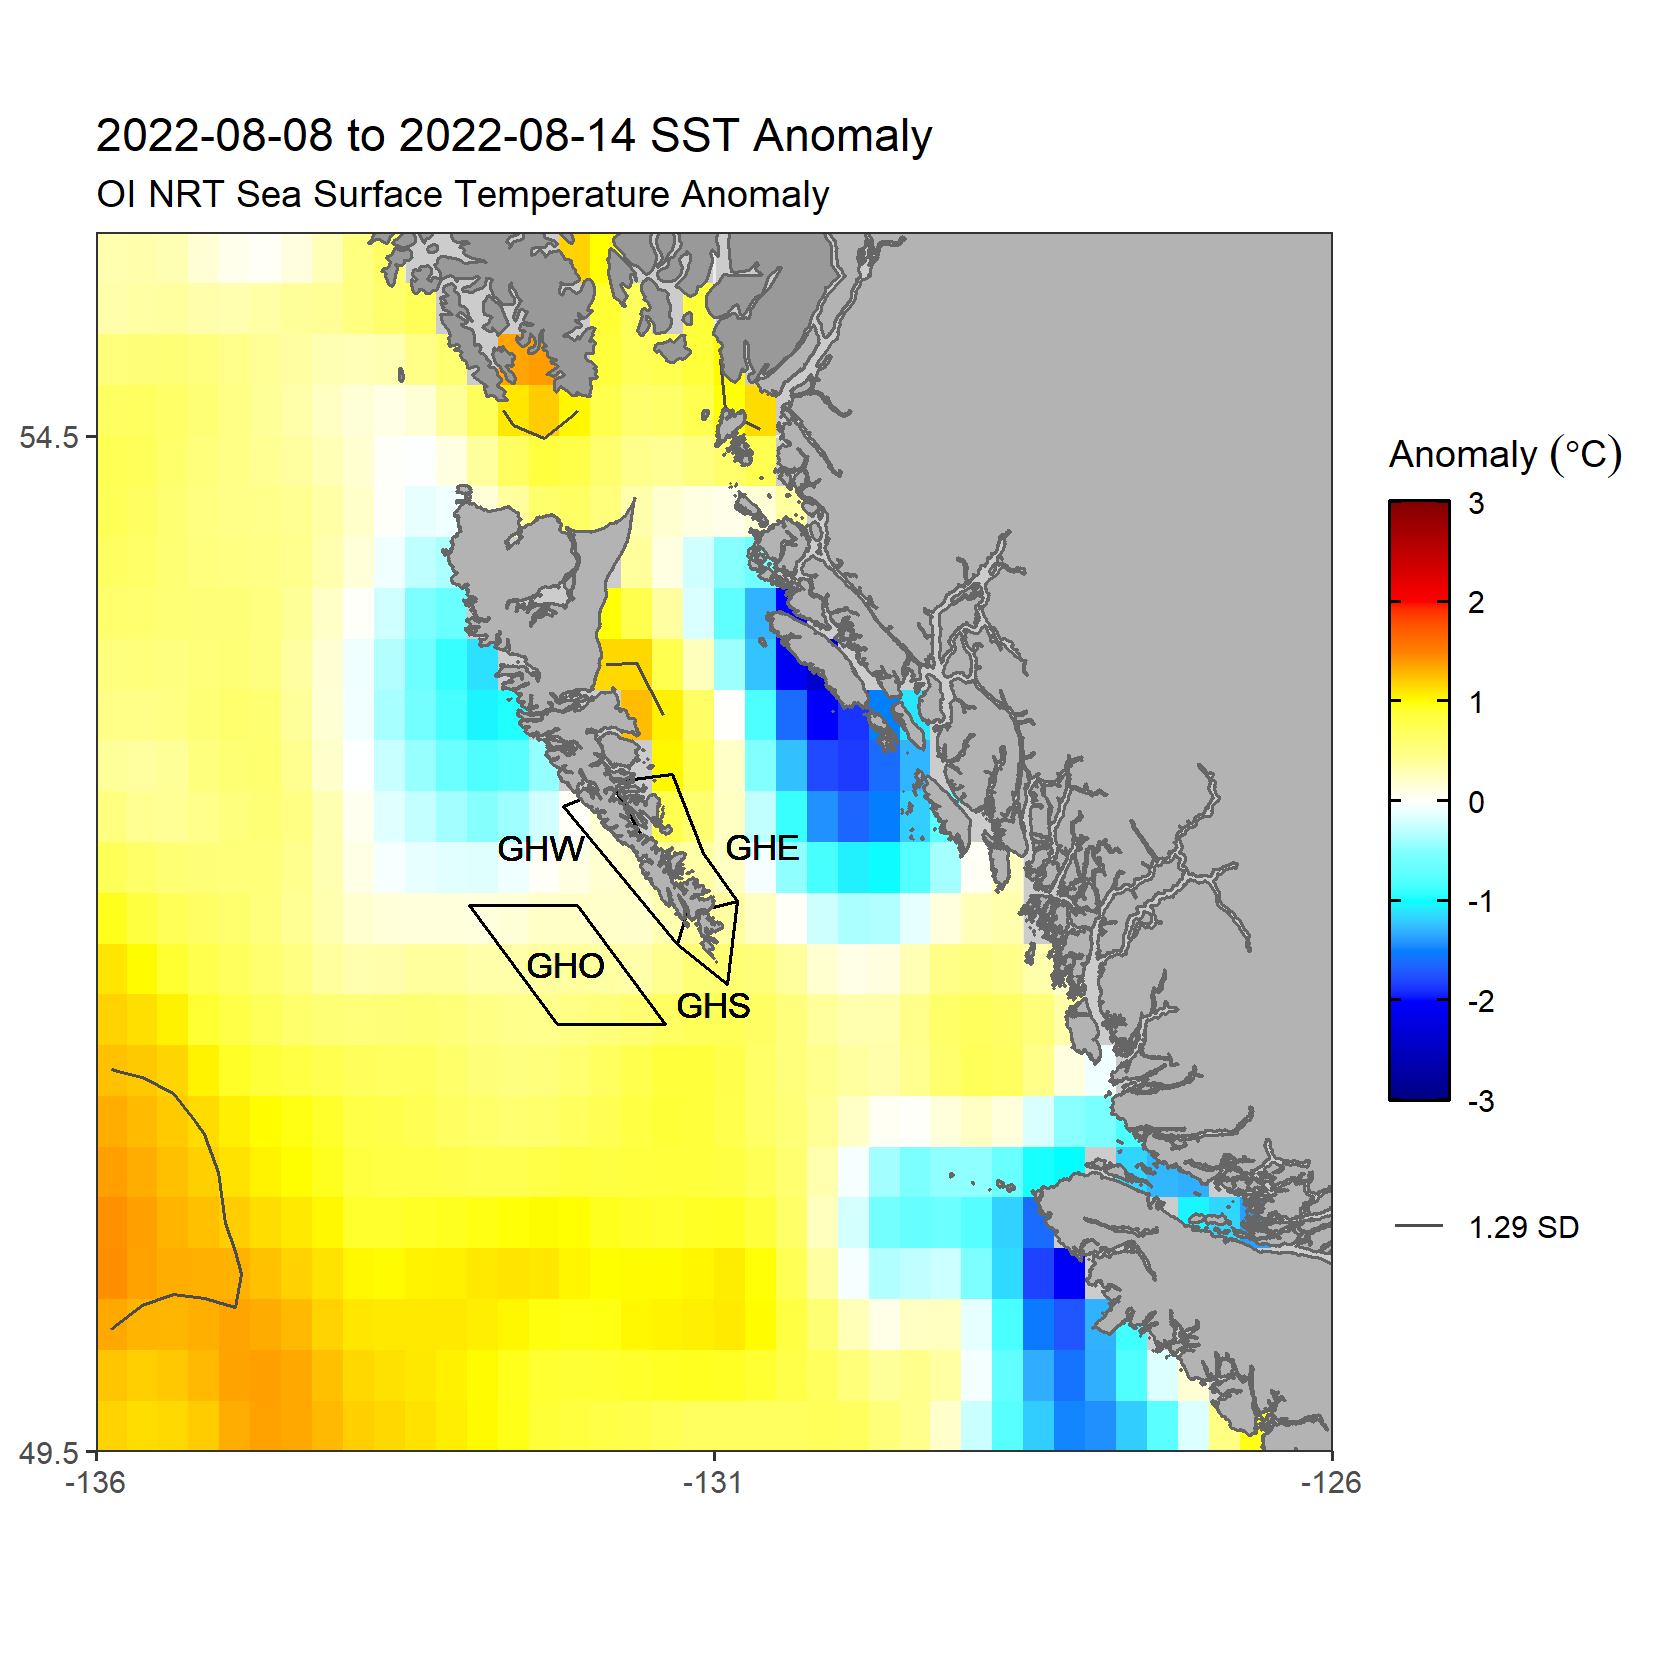 2022-08-08 to 2022-08-14 SST Anomaly
OI NRT Sea Surface Temperature Anomaly
54.5
49.5
-136
-131
-126
GHW
GHE
GHO
GHS
Anomaly (°C)
3
2
1
0
-1
-2
-3
1.29 SD